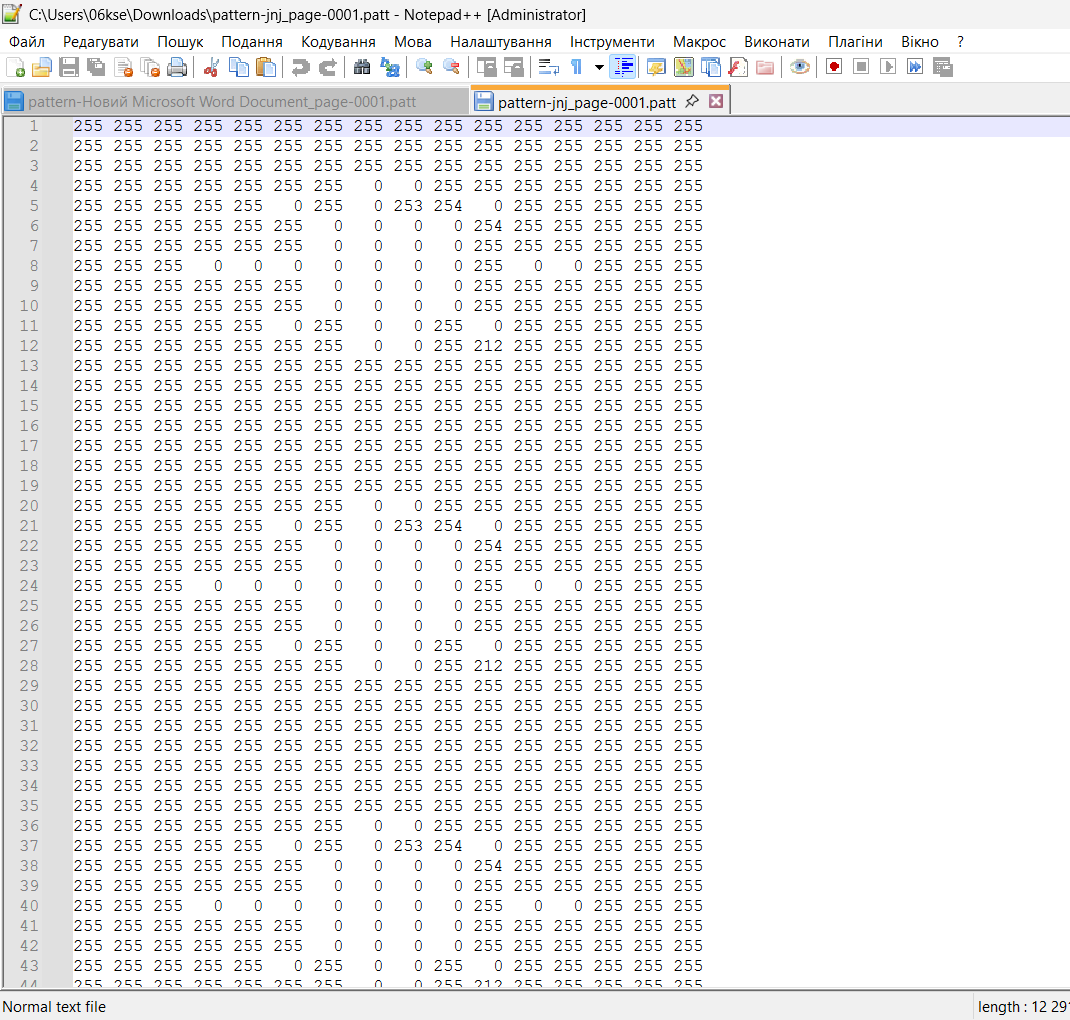 C:\Users\06kse\Downloads\pattern-jnj_page-0001.patt - Notepad++ [Administrator]
Файл Редагувати Пошук Подання Кодування Мова Налаштування Інструменти Макрос Виконати Плагіни Вікно ?
pattern-Новий Microsoft Word Document_page-0001.patt pattern-jnj_page-0001.patt
1 255 255 255 255 255 255 255 255 255 255 255 255 255 255 255 255
2 255 255 255 255 255 255 255 255 255 255 255 255 255 255 255 255
3 255 255 255 255 255 255 255 255 255 255 255 255 255 255 255 255
4 255 255 255 255 255 255 255 0 0 255 255 255 255 255 255 255
5 255 255 255 255 255 0 255 0 253 254 0 255 255 255 255 255
6 255 255 255 255 255 255 0 0 0 0 254 255 255 255 255 255
7 255 255 255 255 255 255 0 0 0 0 255 255 255 255 255 255
8 255 255 255 0 0 0 0 0 0 0 255 0 0 255 255 255
9 255 255 255 255 255 255 0 0 0 0 255 255 255 255 255 255
10 255 255 255 255 255 255 0 0 0 0 255 255 255 255 255 255
11 255 255 255 255 255 0 255 0 0 255 0 255 255 255 255 255
12 255 255 255 255 255 255 255 0 0 255 212 255 255 255 255 255
13 255 255 255 255 255 255 255 255 255 255 255 255 255 255 255 255
14 255 255 255 255 255 255 255 255 255 255 255 255 255 255 255 255
15 255 255 255 255 255 255 255 255 255 255 255 255 255 255 255 255
16 255 255 255 255 255 255 255 255 255 255 255 255 255 255 255 255
17 255 255 255 255 255 255 255 255 255 255 255 255 255 255 255 255
18 255 255 255 255 255 255 255 255 255 255 255 255 255 255 255 255
19 255 255 255 255 255 255 255 255 255 255 255 255 255 255 255 255
20 255 255 255 255 255 255 255 0 0 255 255 255 255 255 255 255
21 255 255 255 255 255 0 255 0 253 254 0 255 255 255 255 255
22 255 255 255 255 255 255 0 0 0 0 254 255 255 255 255 255
23 255 255 255 255 255 255 0 0 0 0 255 255 255 255 255 255
24 255 255 255 0 0 0 0 0 0 0 255 0 0 255 255 255
25 255 255 255 255 255 255 0 0 0 0 255 255 255 255 255 255
26 255 255 255 255 255 255 0 0 0 0 255 255 255 255 255 255
27 255 255 255 255 255 0 255 0 0 255 0 255 255 255 255 255
28 255 255 255 255 255 255 255 0 0 255 212 255 255 255 255 255
29 255 255 255 255 255 255 255 255 255 255 255 255 255 255 255 255
30 255 255 255 255 255 255 255 255 255 255 255 255 255 255 255 255
31 255 255 255 255 255 255 255 255 255 255 255 255 255 255 255 255
32 255 255 255 255 255 255 255 255 255 255 255 255 255 255 255 255
33 255 255 255 255 255 255 255 255 255 255 255 255 255 255 255 255
34 255 255 255 255 255 255 255 255 255 255 255 255 255 255 255 255
35 255 255 255 255 255 255 255 255 255 255 255 255 255 255 255 255
36 255 255 255 255 255 255 255 0 0 255 255 255 255 255 255 255
37 255 255 255 255 255 0 255 0 253 254 0 255 255 255 255 255
38 255 255 255 255 255 255 0 0 0 0 254 255 255 255 255 255
39 255 255 255 255 255 255 0 0 0 0 255 255 255 255 255 255
40 255 255 255 0 0 0 0 0 0 0 255 0 0 255 255 255
41 255 255 255 255 255 255 0 0 0 0 255 255 255 255 255 255
42 255 255 255 255 255 255 0 0 0 0 255 255 255 255 255 255
43 255 255 255 255 255 0 255 0 0 255 0 255 255 255 255 255
44 255 255 255 255 255 255 255 0 0 255 212 255 255 255 255 255
Normal text file length : 12 291